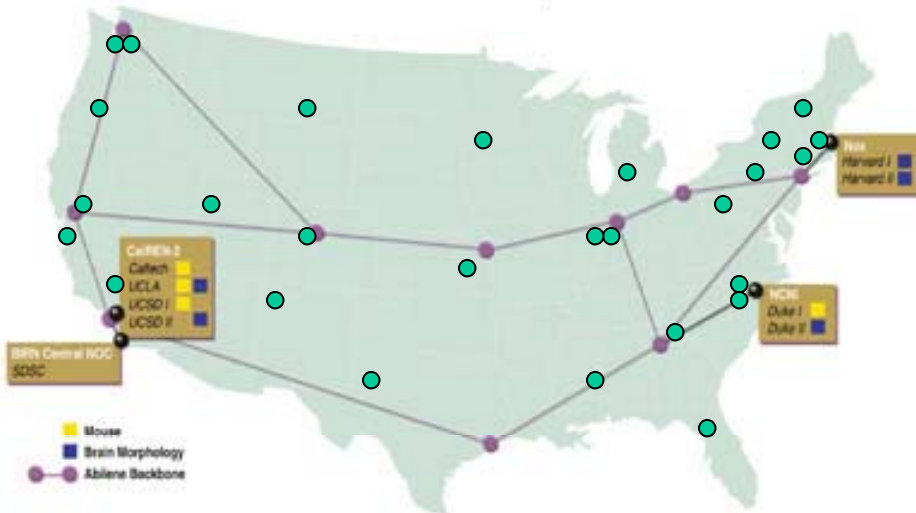 CalREN-2
Caltech
UCLA
UCSD I
UCSD II
BIRN Central NOC
SDSC
Nox
Harvard I
Harvard II
NCNI
Duke I
Duke II
Mouse
Brain Morphology
Abilene Backbone